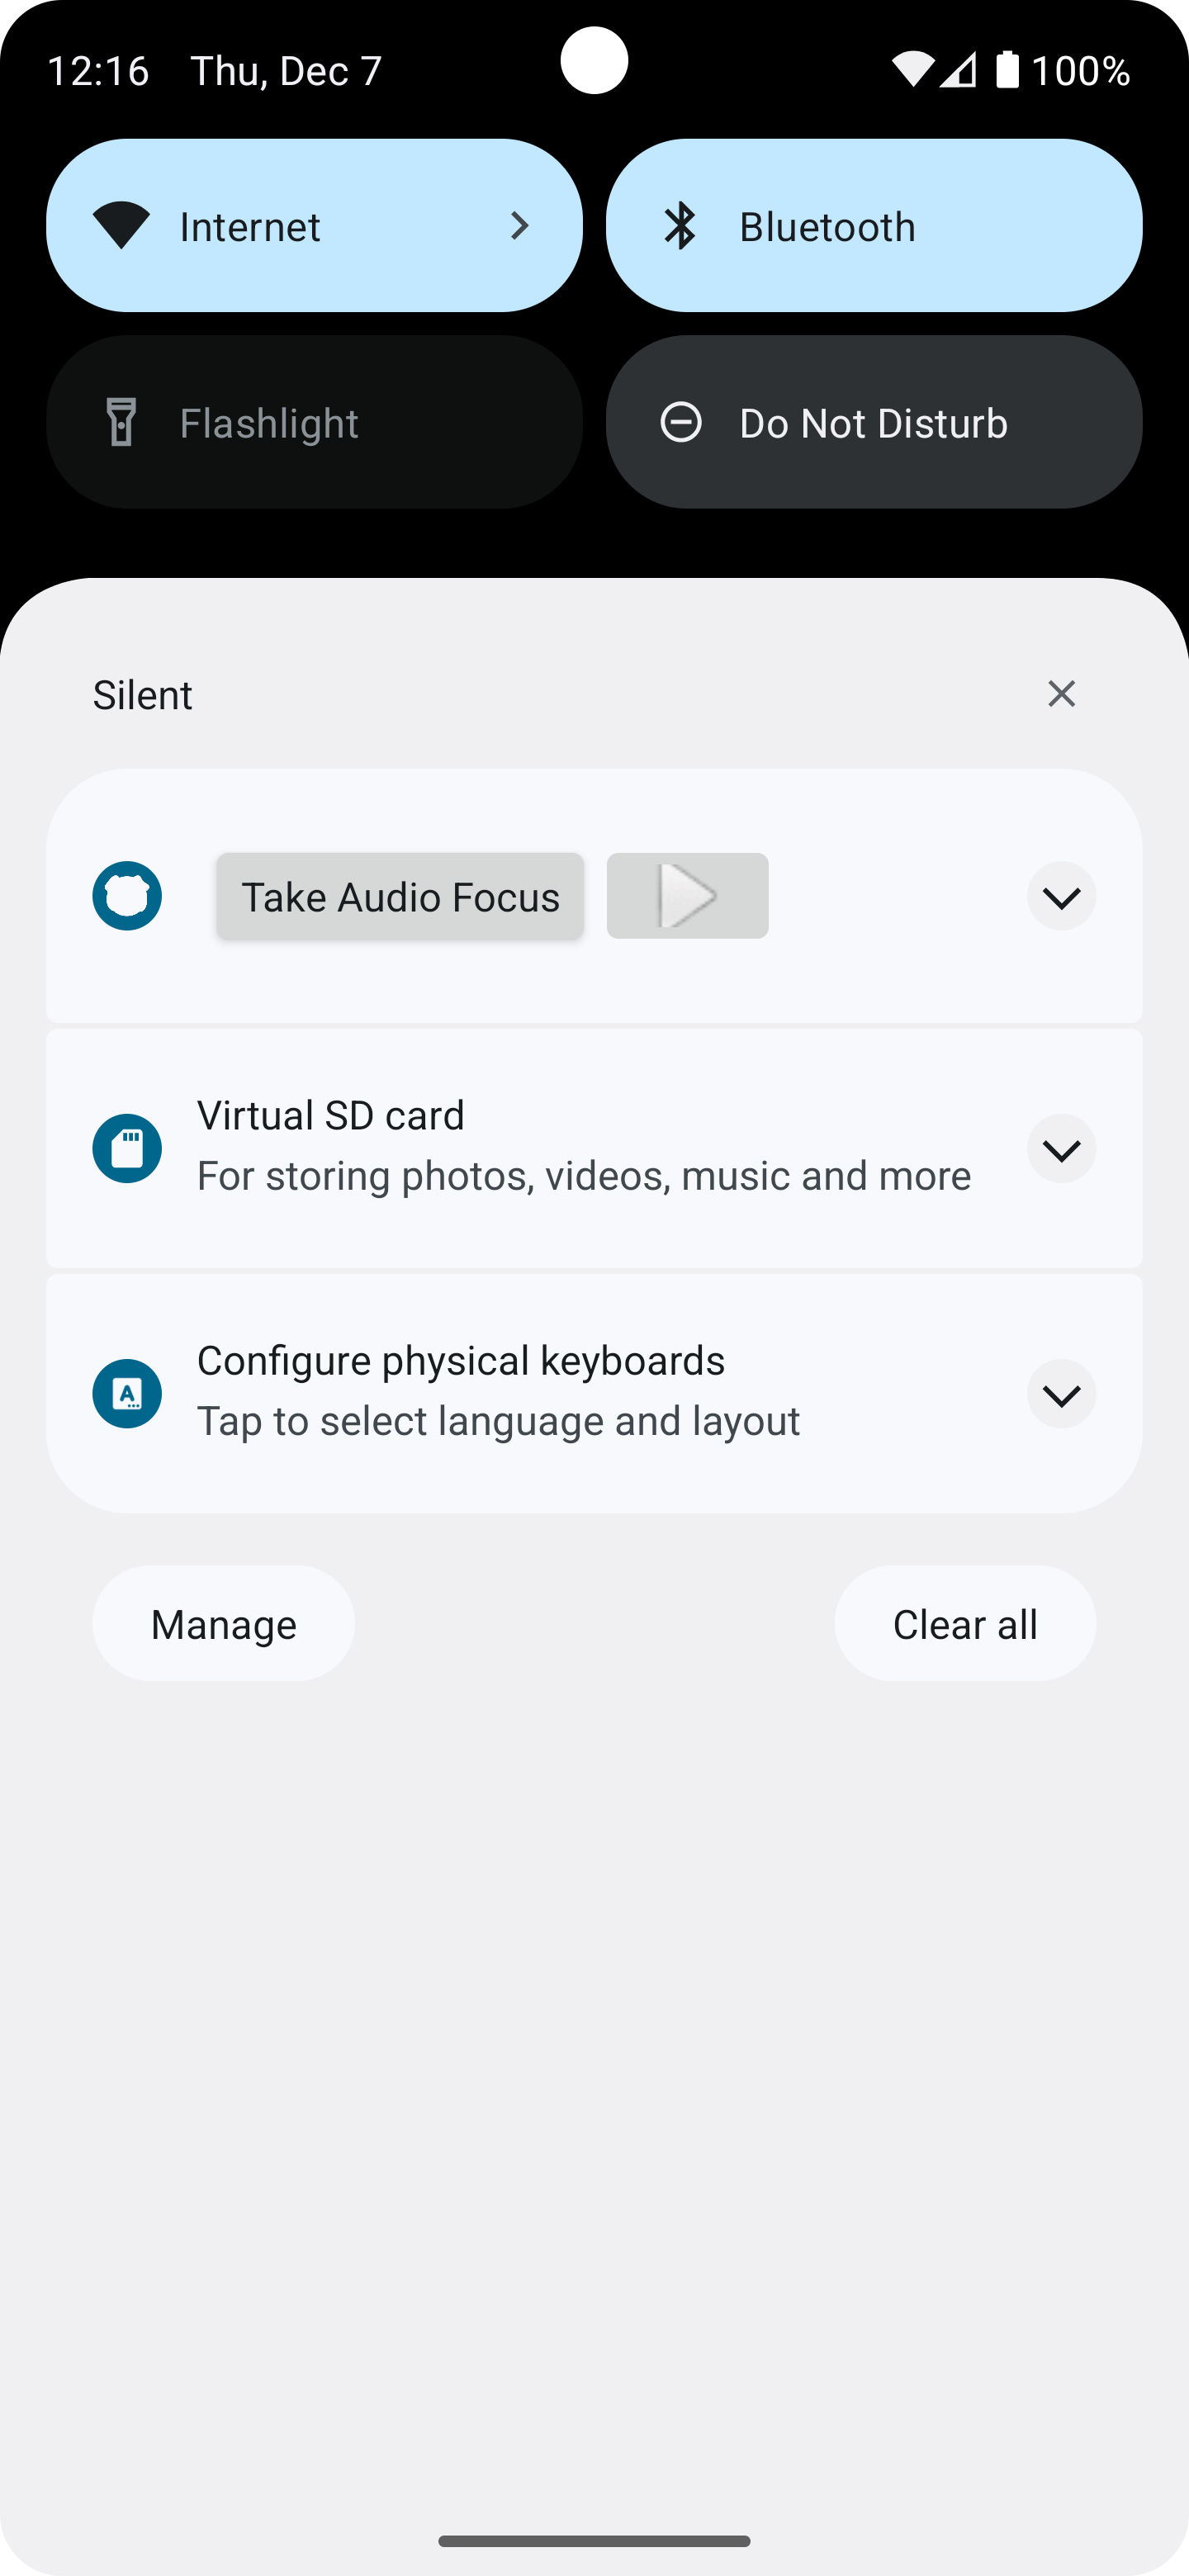 12:16 Thu, Dec 7 100%
Internet
Bluetooth
Flashlight
Do Not Disturb
Silent
Take Audio Focus
Virtual SD card
For storing photos, videos, music and more
Configure physical keyboards
Tap to select language and layout
Manage
Clear all